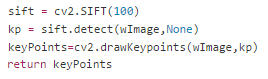 sift = cv2.SIFT(100)
kp = sift.detect(wImage,None)
keyPoints=cv2.drawKeypoints(wImage,kp)
return keyPoints